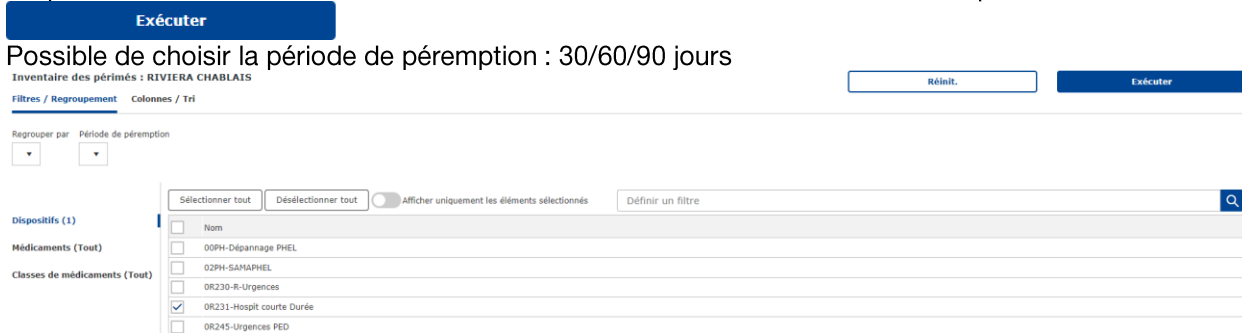 Exécuter
Possible de choisir la période de péremption : 30/60/90 jours
Inventaire des périmés : RIVIERA CHABLAIS
Réinit.
Exécuter
Filtres / Regroupement Colonnes / Tri
Regrouper par Période de péremption
Sélectionner tout Désélectionner tout Afficher uniquement les éléments sélectionnés Définir un filtre
Dispositifs (1)
Nom
Médicaments (Tout)
00PH-Dépannage PHEL
02PH-SAMAPHEL
Classes de médicaments (Tout)
0R230-R-Urgences
0R231-Hospit courte Durée
0R245-Urgences PED